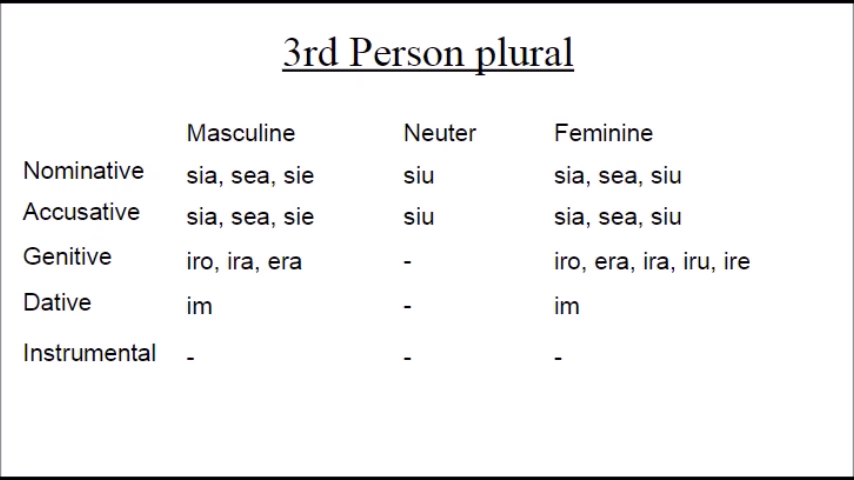 3rd Person plural
Masculine Neuter Feminine
Nominative sia, sea, sie siu sia, sea, siu
Accusative sia, sea, sie siu sia, sea, siu
Genitive iro, ira, era - iro, era, ira, iru, ire
Dative im - im
Instrumental - - -